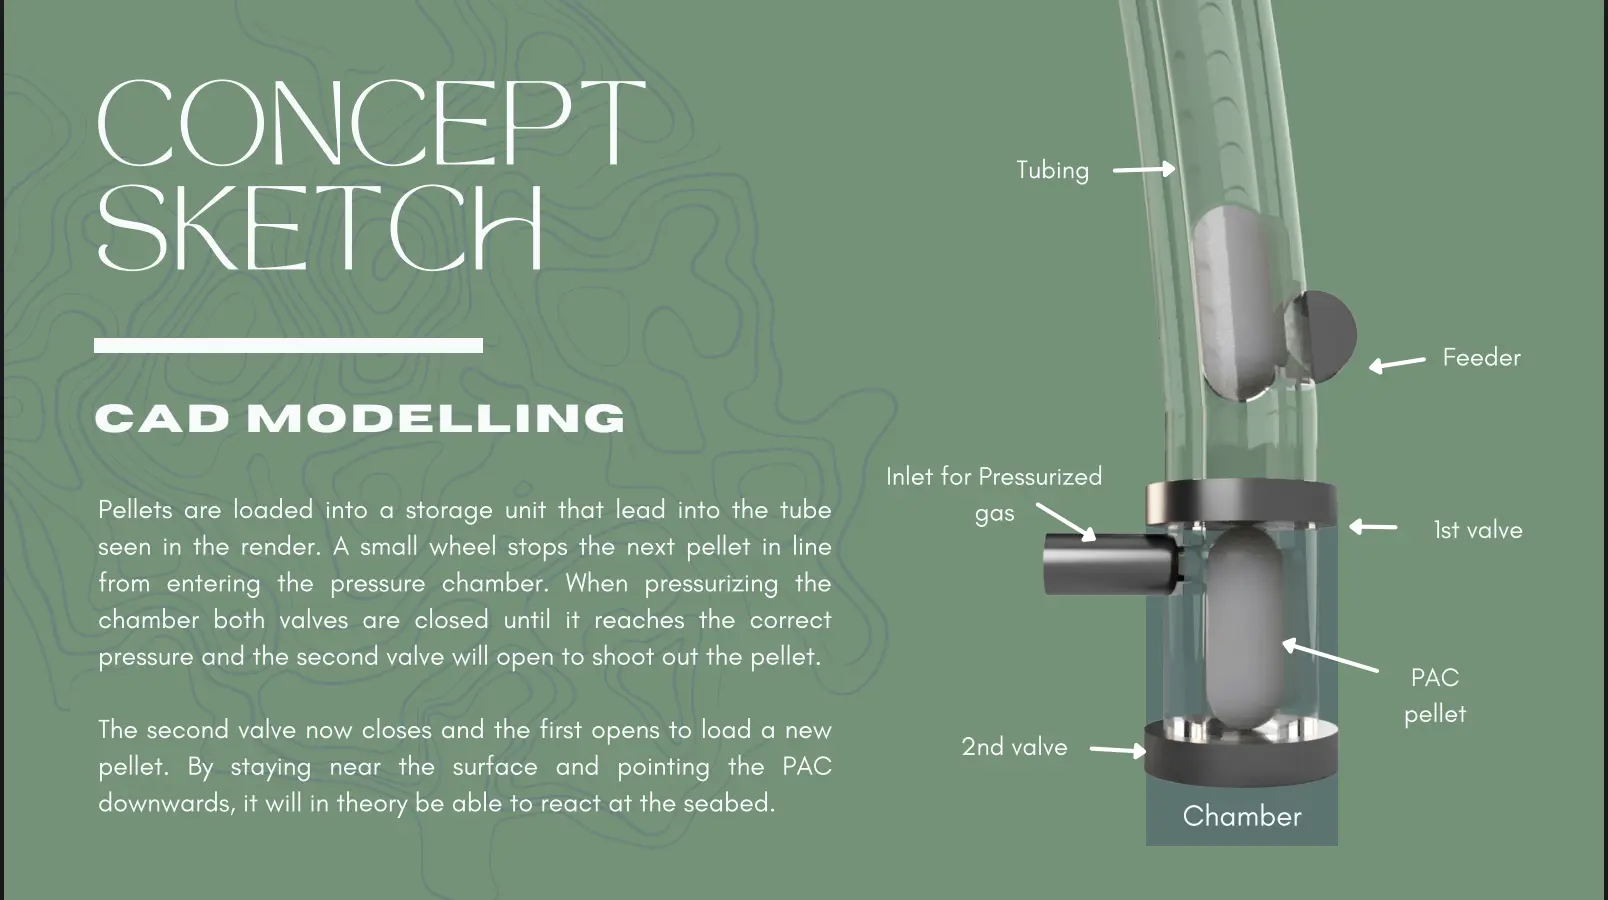 CONCEPT
SKETCH
CAD MODELLING
Pellets are loaded into a storage unit that lead into the tube
seen in the render. A small wheel stops the next pellet in line
from entering the pressure chamber. When pressurizing the
chamber both valves are closed until it reaches the correct
pressure and the second valve will open to shoot out the pellet.
The second valve now closes and the first opens to load a new
pellet. By staying near the surface and pointing the PAC
downwards, it will in theory be able to react at the seabed.
Tubing
Feeder
Inlet for Pressurized
gas
1st valve
PAC
pellet
2nd valve
Chamber